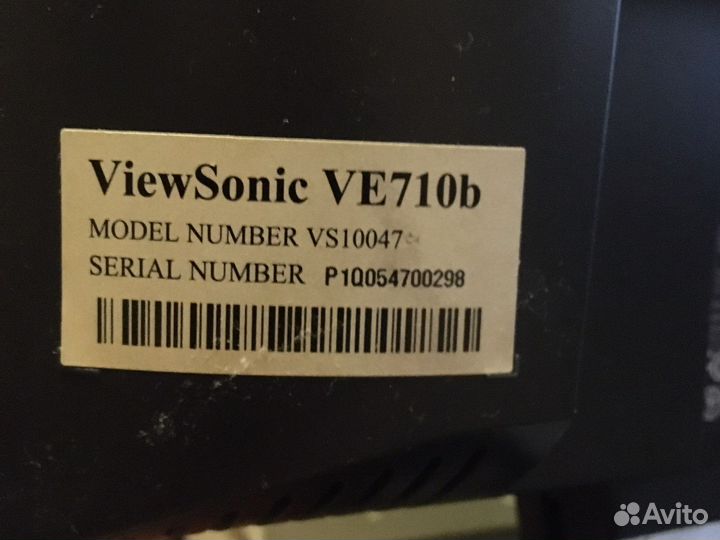 ViewSonic VE710b
MODEL NUMBER VS10047
SERIAL NUMBER P1Q054700298
Avito